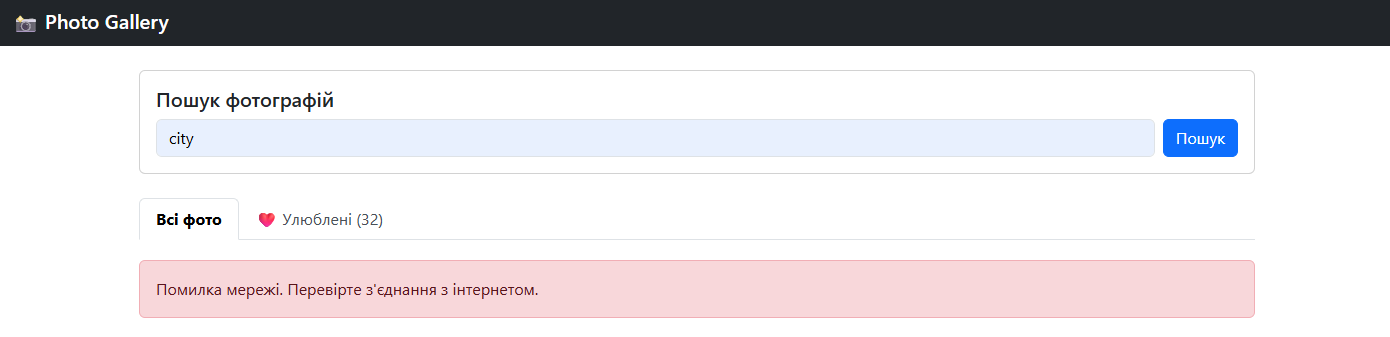 Photo Gallery
Пошук фотографій
city
Пошук
Всі фото
Улюблені (32)
Помилка мережі. Перевірте з'єднання з інтернетом.